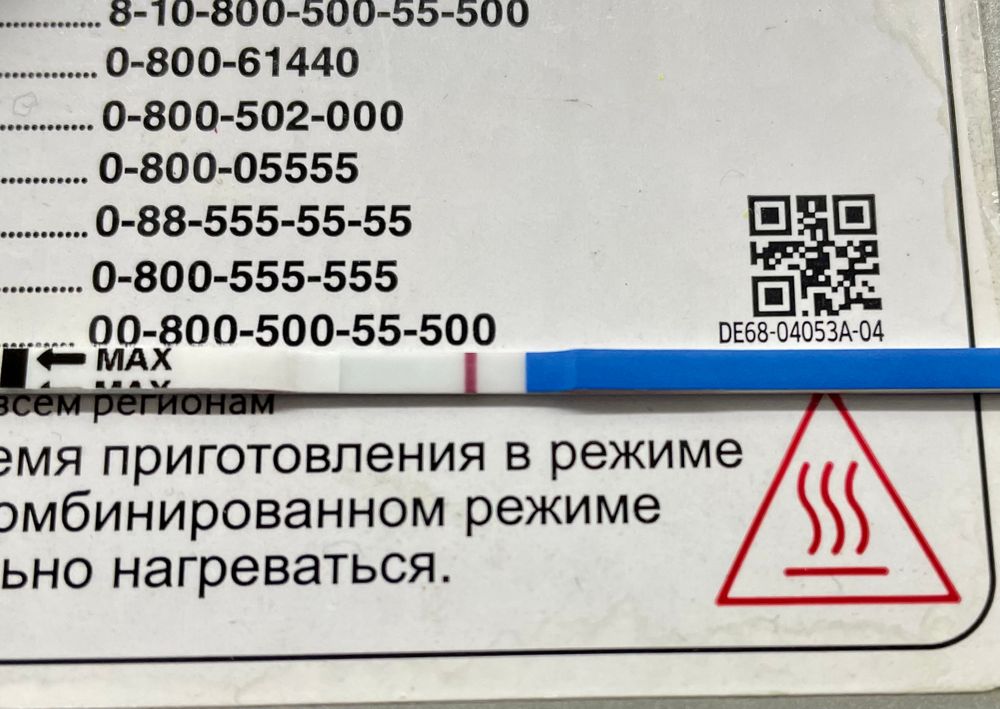 8-10-800-500-55-500
0-800-61440
0-800-502-000
0-800-05555
0-88-555-55-55
0-800-555-555
00-800-500-55-500
DE68-04053A-04
MAX
MAX
всем регионам
емя приготовления в режиме
омбинированном режиме
ьно нагреваться.